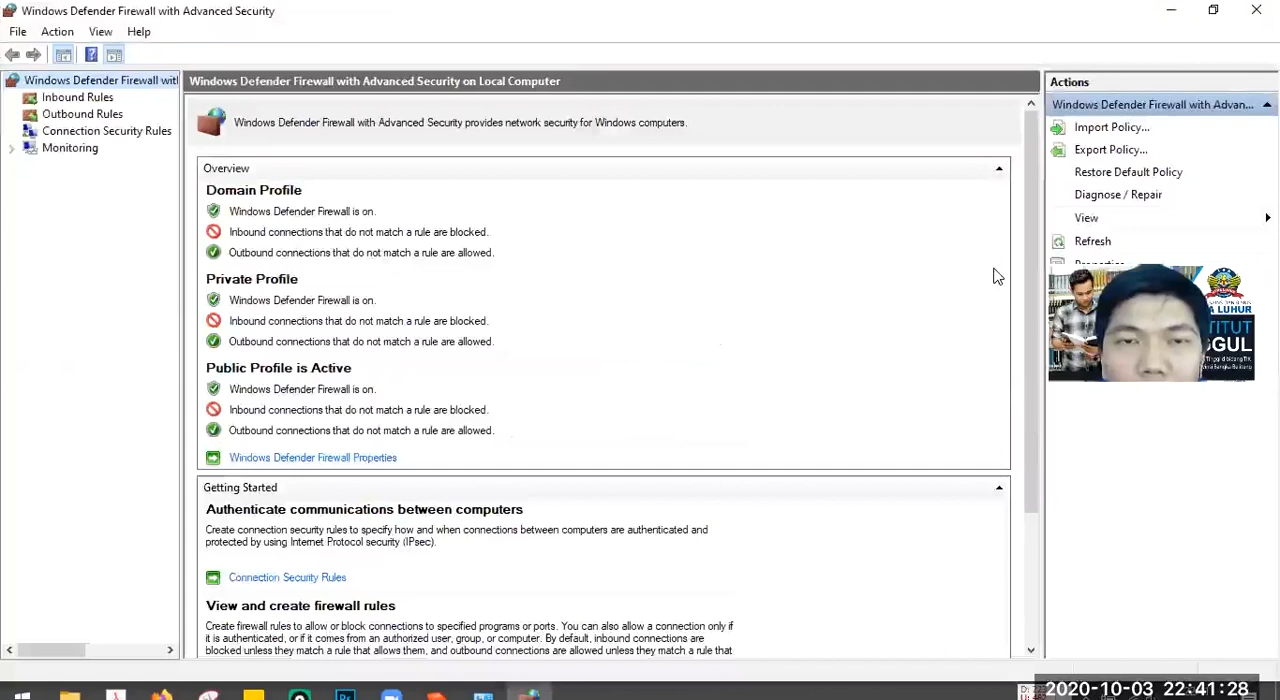 Windows Defender Firewall with Advanced Security
File Action View Help
Windows Defender Firewall wit
Inbound Rules
Outbound Rules
Connection Security Rules
Monitoring
Windows Defender Firewall with Advanced Security on Local Computer
Windows Defender Firewall with Advanced Security provides network security for Windows computers.
Overview
Domain Profile
Windows Defender Firewall is on.
Inbound connections that do not match a rule are blocked.
Outbound connections that do not match a rule are allowed.
Private Profile
Windows Defender Firewall is on.
Inbound connections that do not match a rule are blocked.
Outbound connections that do not match a rule are allowed.
Public Profile is Active
Windows Defender Firewall is on.
Inbound connections that do not match a rule are blocked.
Outbound connections that do not match a rule are allowed.
Windows Defender Firewall Properties
Getting Started
Authenticate communications between computers
Create connection security rules to specify how and when connections between computers are authenticated and
protected by using Internet Protocol security (IPsec).
Connection Security Rules
View and create firewall rules
Create firewall rules to allow or block connections to specified programs or ports. You can also allow a connection only if
it is authenticated, or if it comes from an authorized user, group, or computer. By default, inbound connections are
blocked unless they match a rule that allows them, and outbound connections are allowed unless they match a rule that
Actions
Windows Defender Firewall with Advan...
Import Policy...
Export Policy...
Restore Default Policy
Diagnose / Repair
View
Refresh
A LUHUR
TITUT
GGUL
2020-10-03 22:41:28